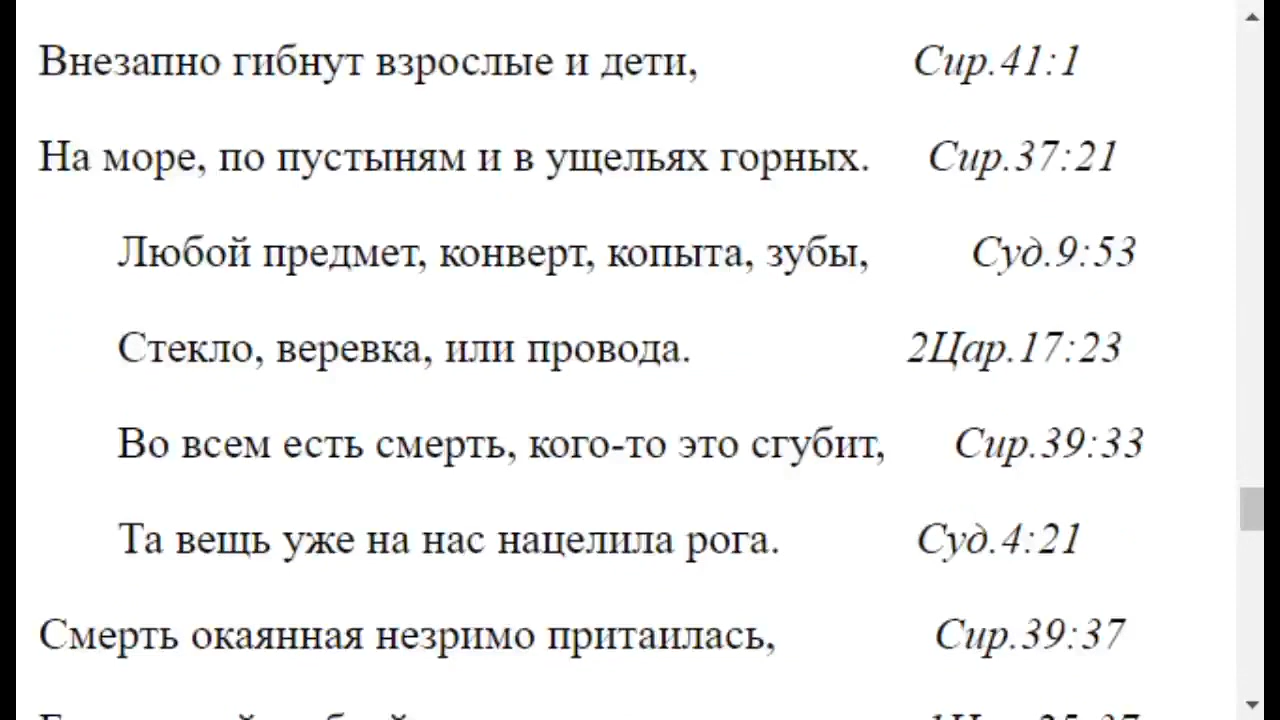 Внезапно гибнут взрослые и дети, Сир.41:1
На море, по пустыням и в ущельях горных. Сир.37:21
Любой предмет, конверт, копыта, зубы, Суд.9:53
Стекло, веревка, или провода. 2Цар.17:23
Во всем есть смерть, кого-то это сгубит, Сир.39:33
Та вещь уже на нас нацелила рога. Суд.4:21
Смерть окаянная незримо притаилась, Сир.39:37